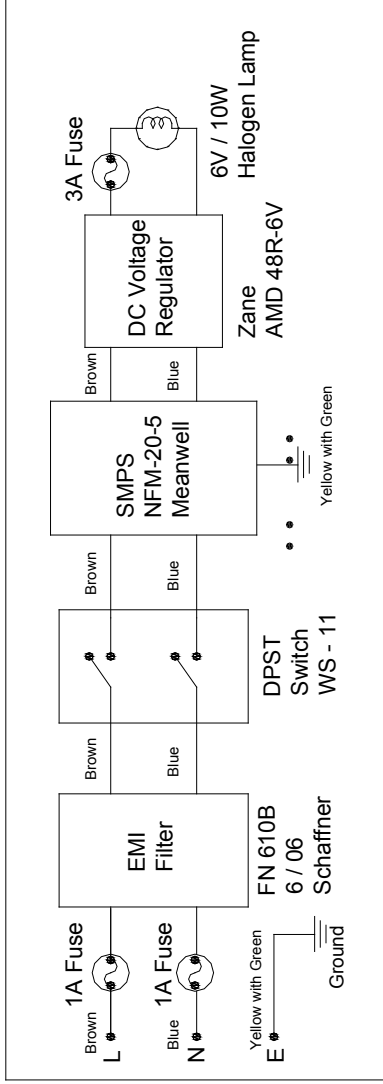 Brown
L
1A Fuse
Blue
N
1A Fuse
Yellow with Green
E
Ground
EMI
Filter
FN 610B
6 / 06
Schaffner
Brown
Blue
DPST
Switch
WS - 11
Brown
Blue
SMPS
NFM-20-5
Meanwell
Yellow with Green
Brown
Blue
DC Voltage
Regulator
Zane
AMD 48R-6V
3A Fuse
6V / 10W
Halogen Lamp